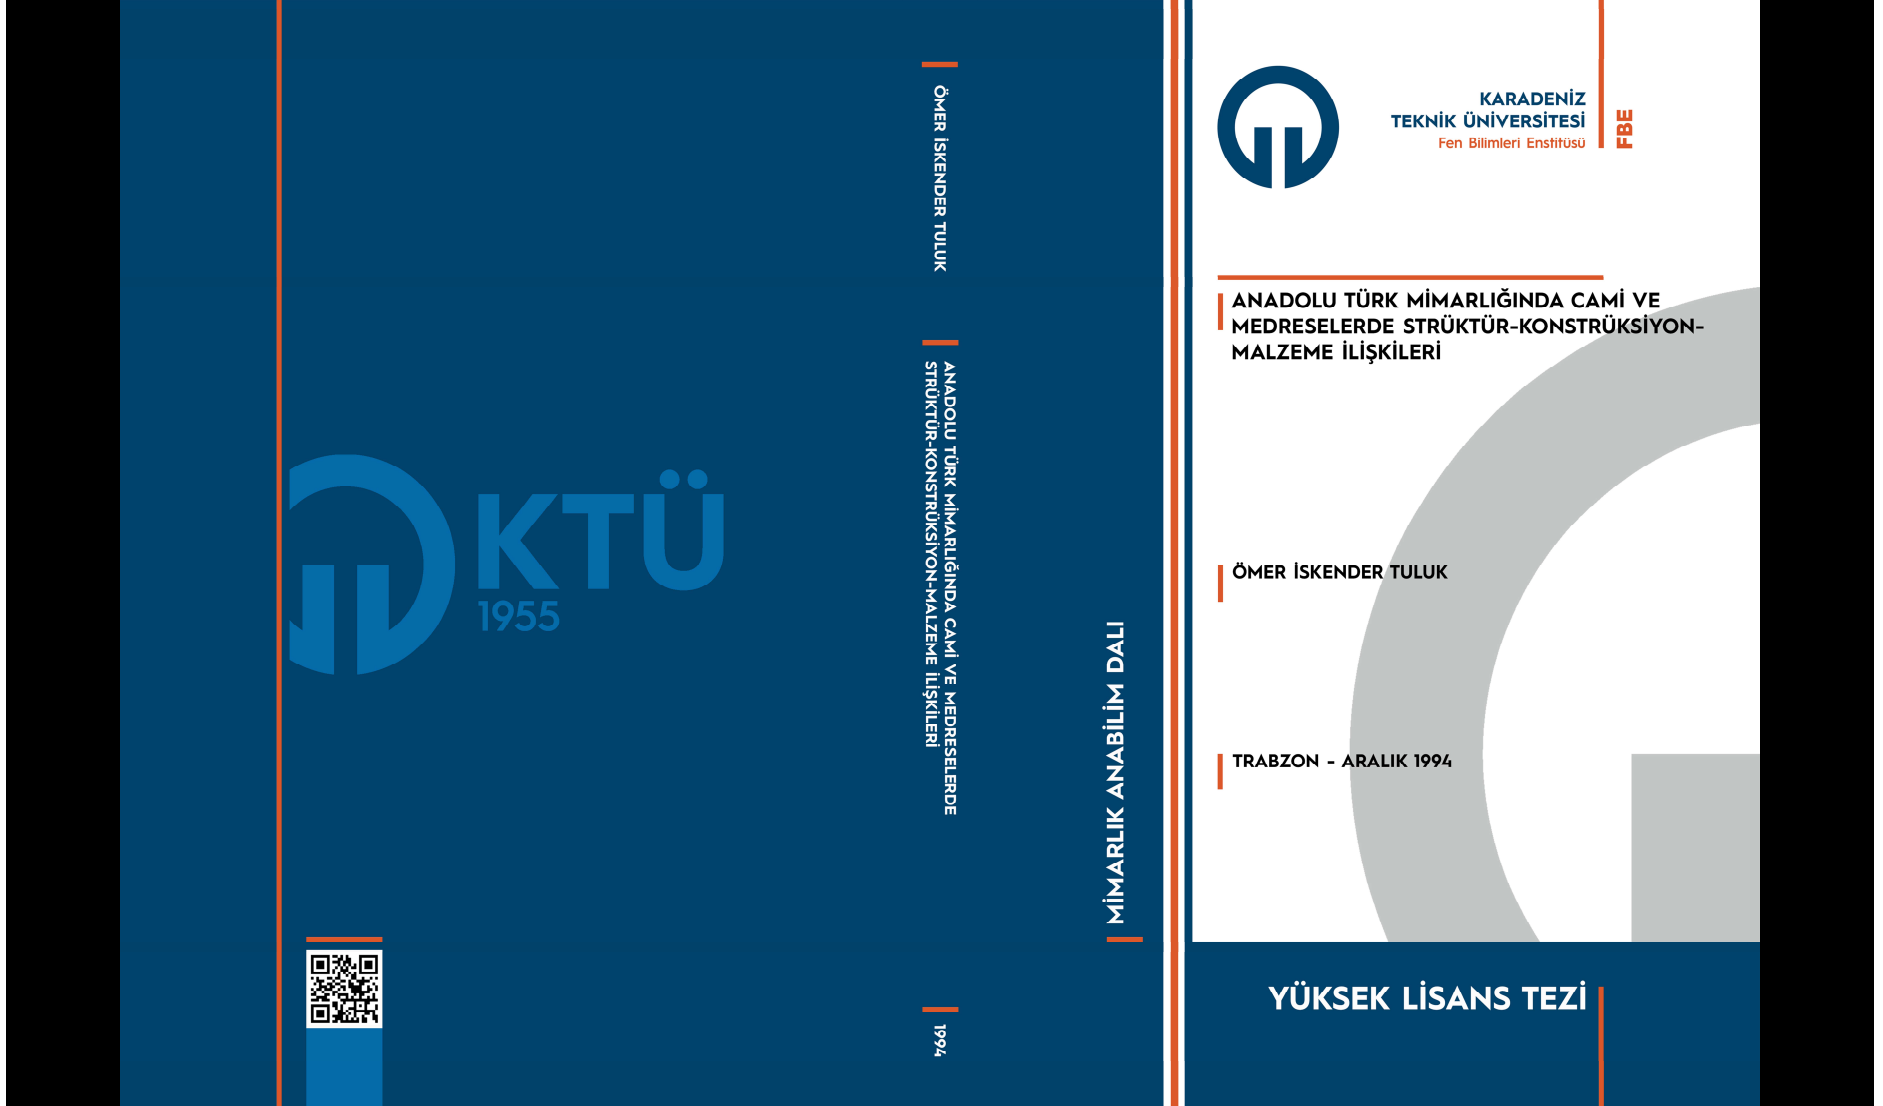 KTÜ
1955
ÖMER İSKENDER TULUK
ANADOLU TÜRK MİMARLIĞINDA CAMİ VE MEDRESELERDE
STRÜKTÜR-KONSTRÜKSİYON-MALZEME İLİŞKİLERİ
1994
MİMARLIK ANABİLİM DALI
KARADENİZ
TEKNİK ÜNİVERSİTESİ
Fen Bilimleri Enstitüsü
FBE
ANADOLU TÜRK MİMARLIĞINDA CAMİ VE
MEDRESELERDE STRÜKTÜR-KONSTRÜKSİYON-
MALZEME İLİŞKİLERİ
ÖMER İSKENDER TULUK
TRABZON - ARALIK 1994
YÜKSEK LİSANS TEZİ